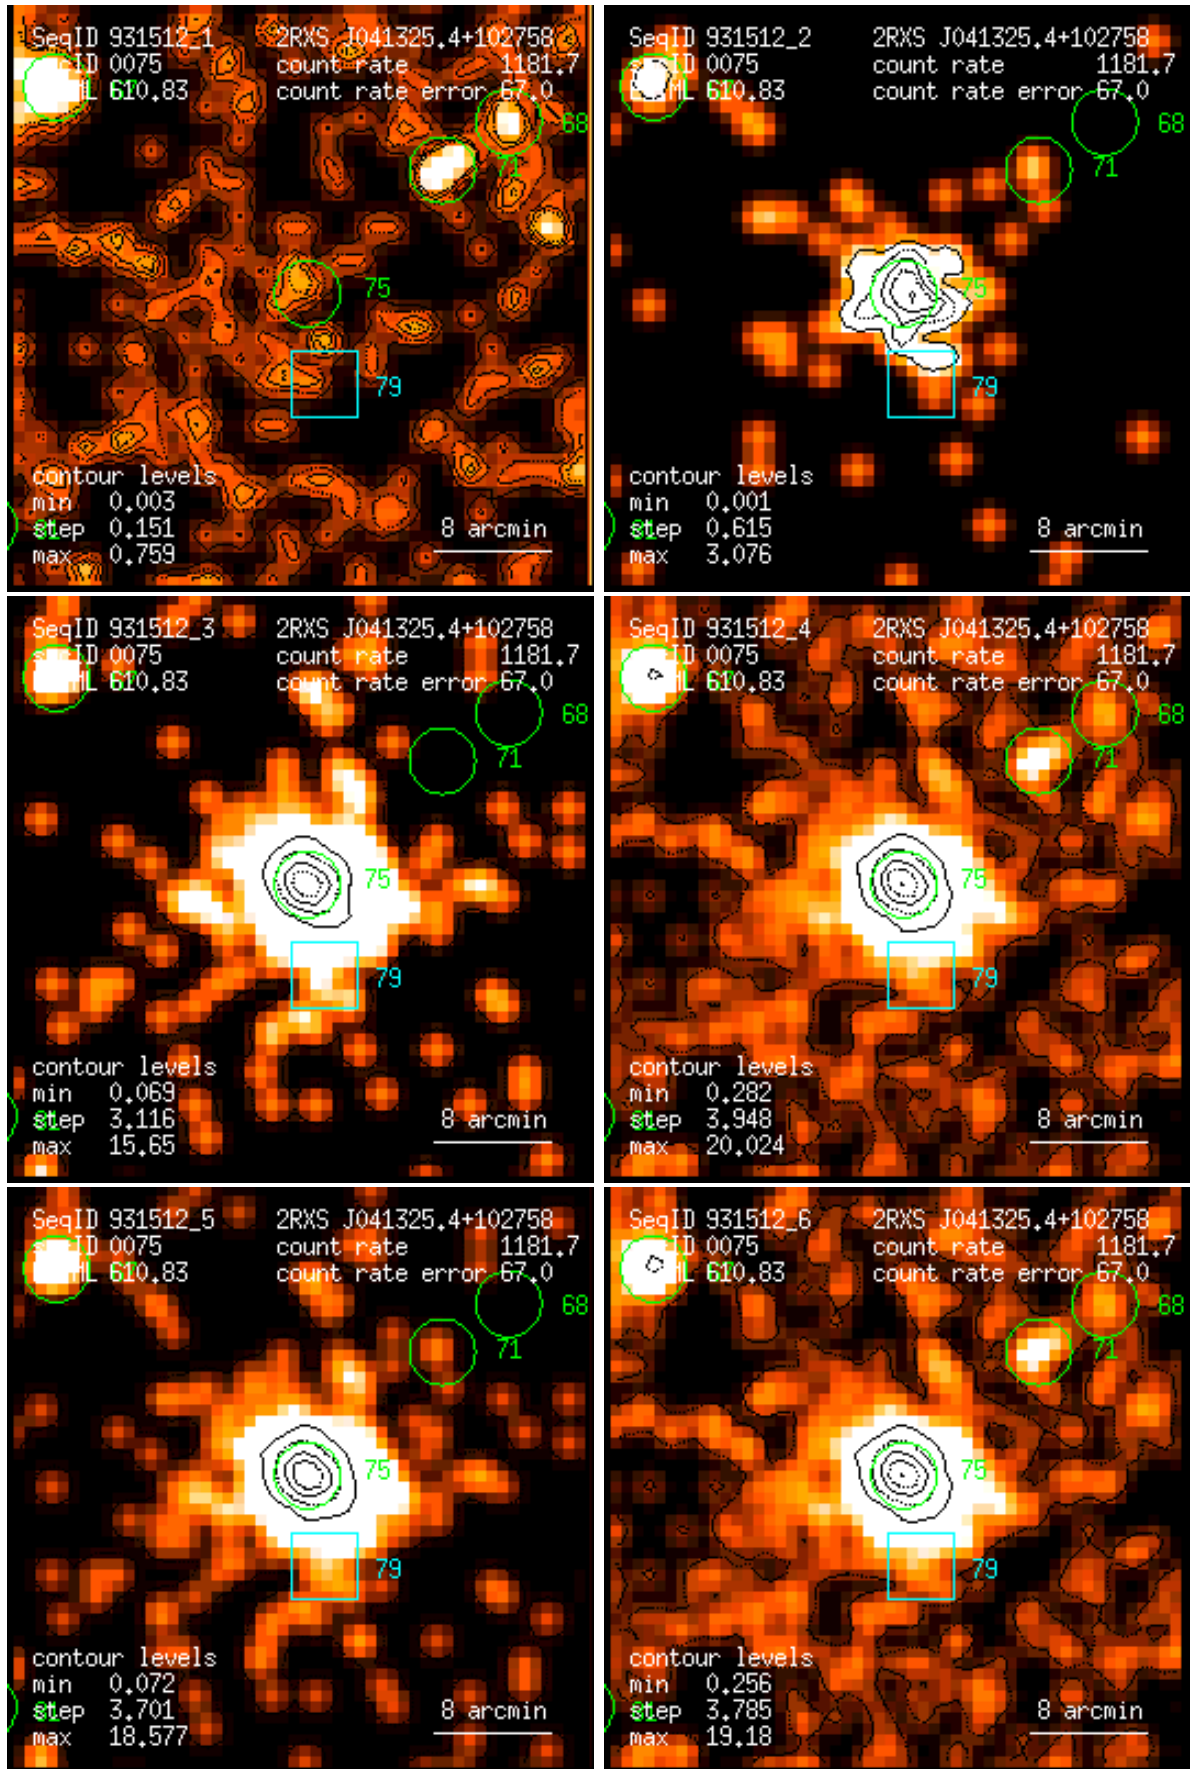 SeqID 931512_1 2RXS J041325.4+102758
ID 0075 count rate 1181.7
ML 610.83 count rate error 67.0
68
71
75
79
contour levels
min 0.003
step 0.151
max 0.759
8 arcmin
SeqID 931512_2 2RXS J041325.4+102758
ID 0075 count rate 1181.7
ML 610.83 count rate error 67.0
68
71
75
79
contour levels
min 0.001
step 0.615
max 3.076
8 arcmin
SeqID 931512_3 2RXS J041325.4+102758
ID 0075 count rate 1181.7
ML 610.83 count rate error 67.0
68
71
75
79
contour levels
min 0.069
step 3.116
max 15.65
8 arcmin
SeqID 931512_4 2RXS J041325.4+102758
ID 0075 count rate 1181.7
ML 610.83 count rate error 67.0
68
71
75
79
contour levels
min 0.282
step 3.948
max 20.024
8 arcmin
SeqID 931512_5 2RXS J041325.4+102758
ID 0075 count rate 1181.7
ML 610.83 count rate error 67.0
68
71
75
79
contour levels
min 0.072
step 3.701
max 18.577
8 arcmin
SeqID 931512_6 2RXS J041325.4+102758
ID 0075 count rate 1181.7
ML 610.83 count rate error 67.0
68
71
75
79
contour levels
min 0.256
step 3.785
max 19.18
8 arcmin